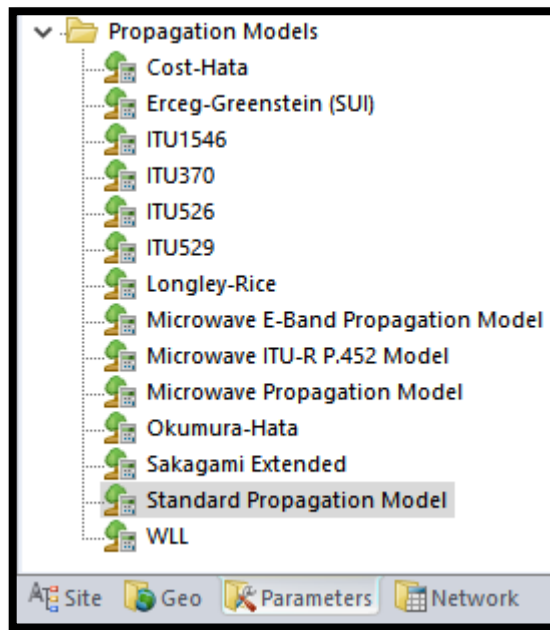 Propagation Models
Cost-Hata
Erceg-Greenstein (SUI)
ITU1546
ITU370
ITU526
ITU529
Longley-Rice
Microwave E-Band Propagation Model
Microwave ITU-R P.452 Model
Microwave Propagation Model
Okumura-Hata
Sakagami Extended
Standard Propagation Model
WLL
Site Geo Parameters Network